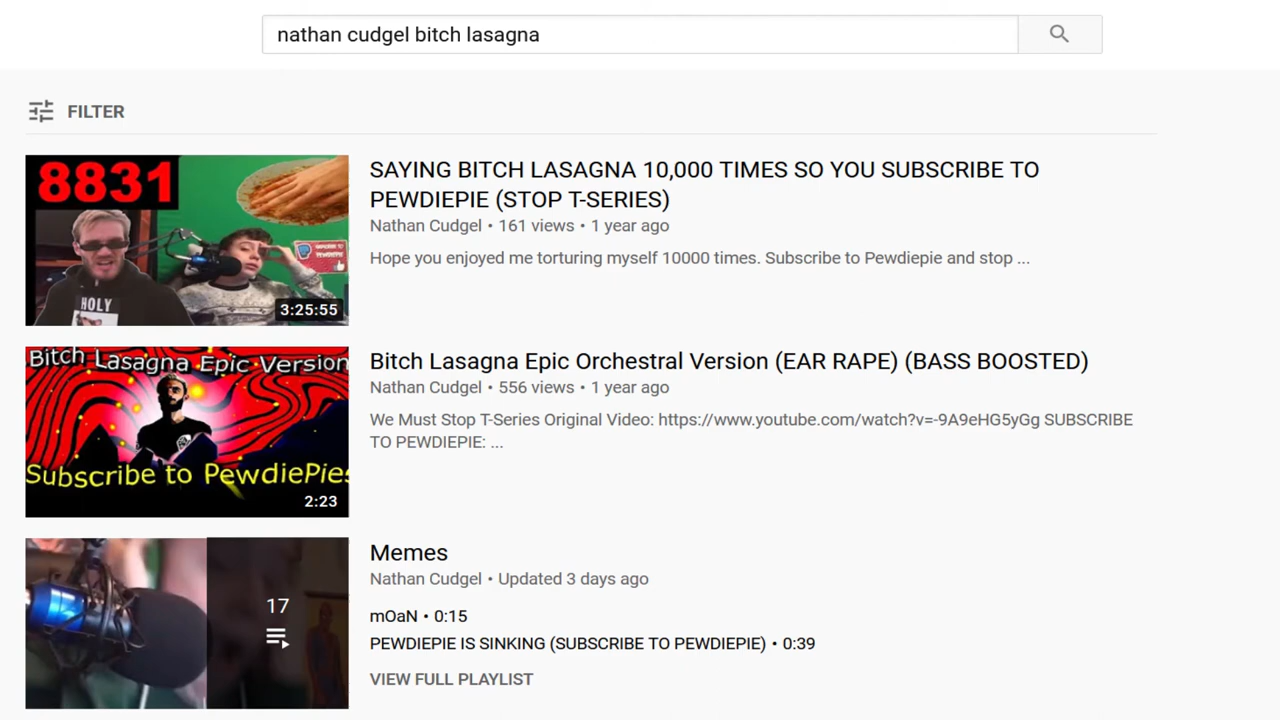 nathan cudgel bitch lasagna
FILTER
8831
HOLY
3:25:55
SAYING BITCH LASAGNA 10,000 TIMES SO YOU SUBSCRIBE TO
PEWDIEPIE (STOP T-SERIES)
Nathan Cudgel • 161 views • 1 year ago
Hope you enjoyed me torturing myself 10000 times. Subscribe to Pewdiepie and stop ...
Bitch Lasagna Epic Version
Subscribe to PewdiePies
2:23
Bitch Lasagna Epic Orchestral Version (EAR RAPE) (BASS BOOSTED)
Nathan Cudgel • 556 views • 1 year ago
We Must Stop T-Series Original Video: https://www.youtube.com/watch?v=-9A9eHG5yGg SUBSCRIBE
TO PEWDIEPIE: ...
17
Memes
Nathan Cudgel • Updated 3 days ago
mOaN • 0:15
PEWDIEPIE IS SINKING (SUBSCRIBE TO PEWDIEPIE) • 0:39
VIEW FULL PLAYLIST